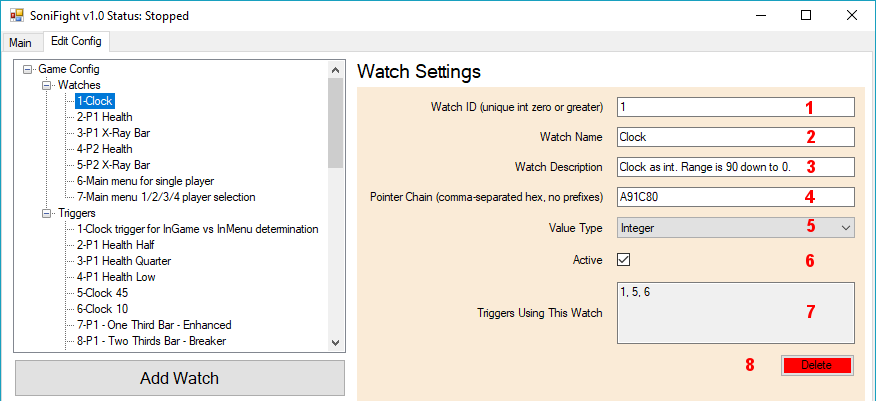 SoniFight v1.0 Status: Stopped
Main
Edit Config
Game Config
Watches
1-Clock
2-P1 Health
3-P1 X-Ray Bar
4-P2 Health
5-P2 X-Ray Bar
6-Main menu for single player
7-Main menu 1/2/3/4 player selection
Triggers
1-Clock trigger for InGame vs InMenu determination
2-P1 Health Half
3-P1 Health Quarter
4-P1 Health Low
5-Clock 45
6-Clock 10
7-P1 - One Third Bar - Enhanced
8-P1 - Two Thirds Bar - Breaker
Add Watch
Watch Settings
Watch ID (unique int zero or greater) 1 1
Watch Name Clock 2
Watch Description Clock as int. Range is 90 down to 0. 3
Pointer Chain (comma-separated hex, no prefixes) A91C80 4
Value Type Integer 5
Active 6
Triggers Using This Watch 1, 5, 6 7
8 Delete